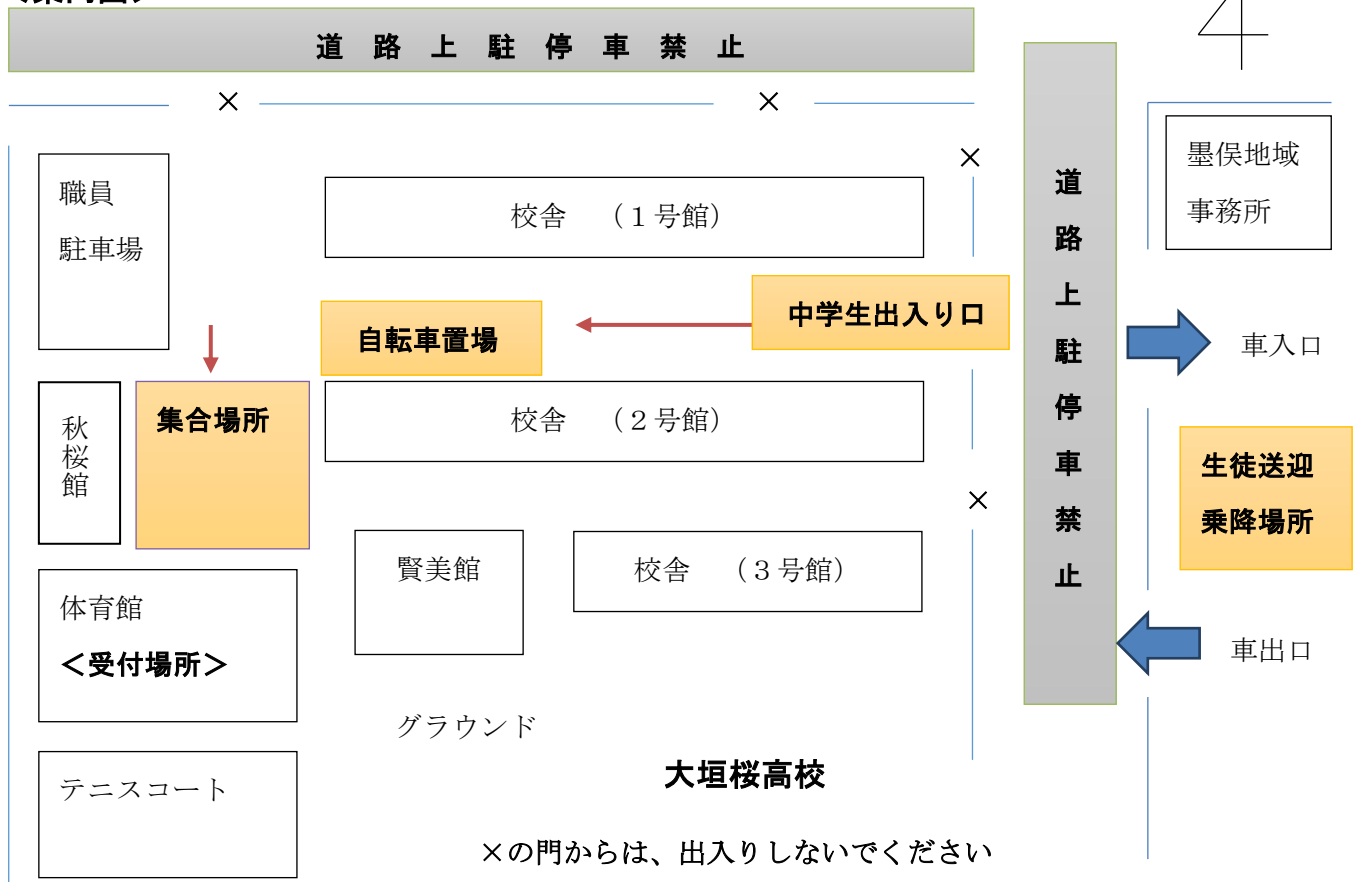 道路上駐停車禁止
×
×
×
道路上駐停車禁止
墨俣地域
事務所
職員
駐車場
校舎　（１号館）
中学生出入り口
自転車置場
車入口
秋桜館
集合場所
校舎　（２号館）
生徒送迎
乗降場所
×
賢美館
校舎　（３号館）
体育館
＜受付場所＞
車出口
グラウンド
大垣桜高校
テニスコート
×の門からは、出入りしないでください